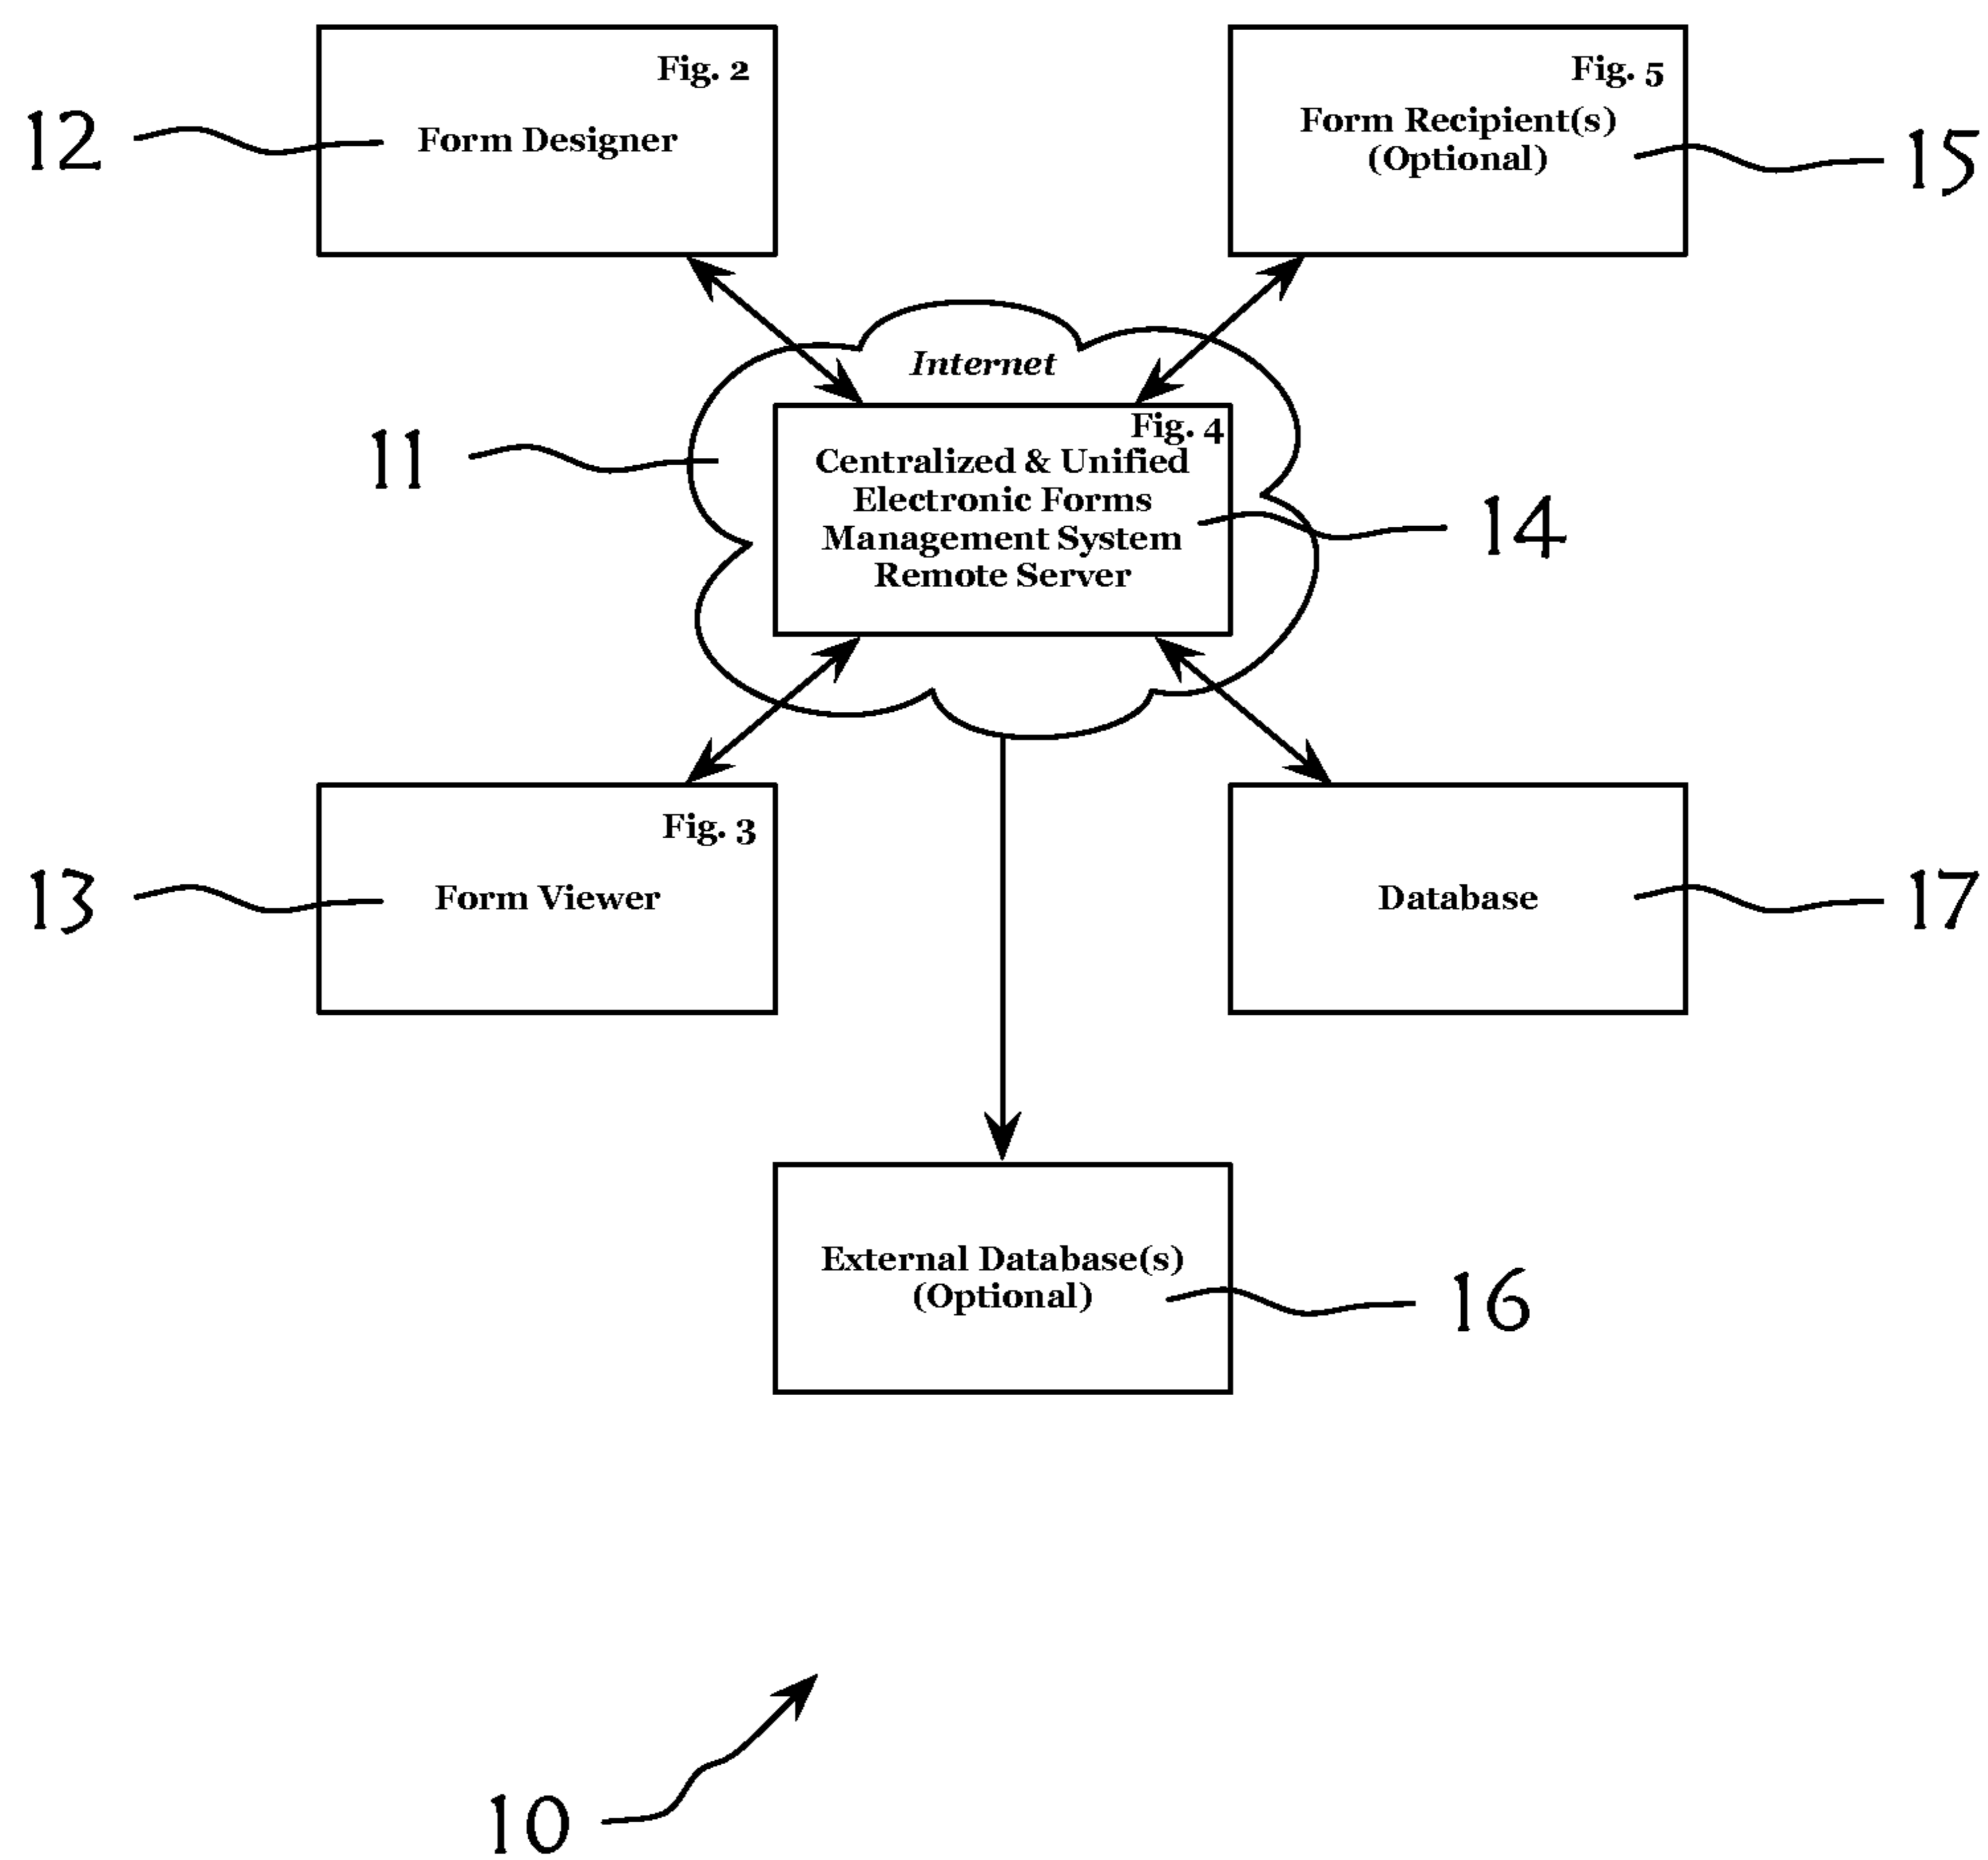 Fig. 2
Form Designer
12
Fig. 5
Form Recipient(s)
(Optional)
15
Internet
11
Fig. 4
Centralized & Unified
Electronic Forms
Management System
Remote Server
14
Fig. 3
Form Viewer
13
Database
17
External Database(s)
(Optional)
16
10